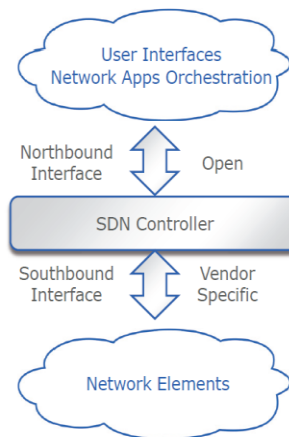 User Interfaces
Network Apps Orchestration
Northbound
Interface
Open
SDN Controller
Southbound
Interface
Vendor
Specific
Network Elements